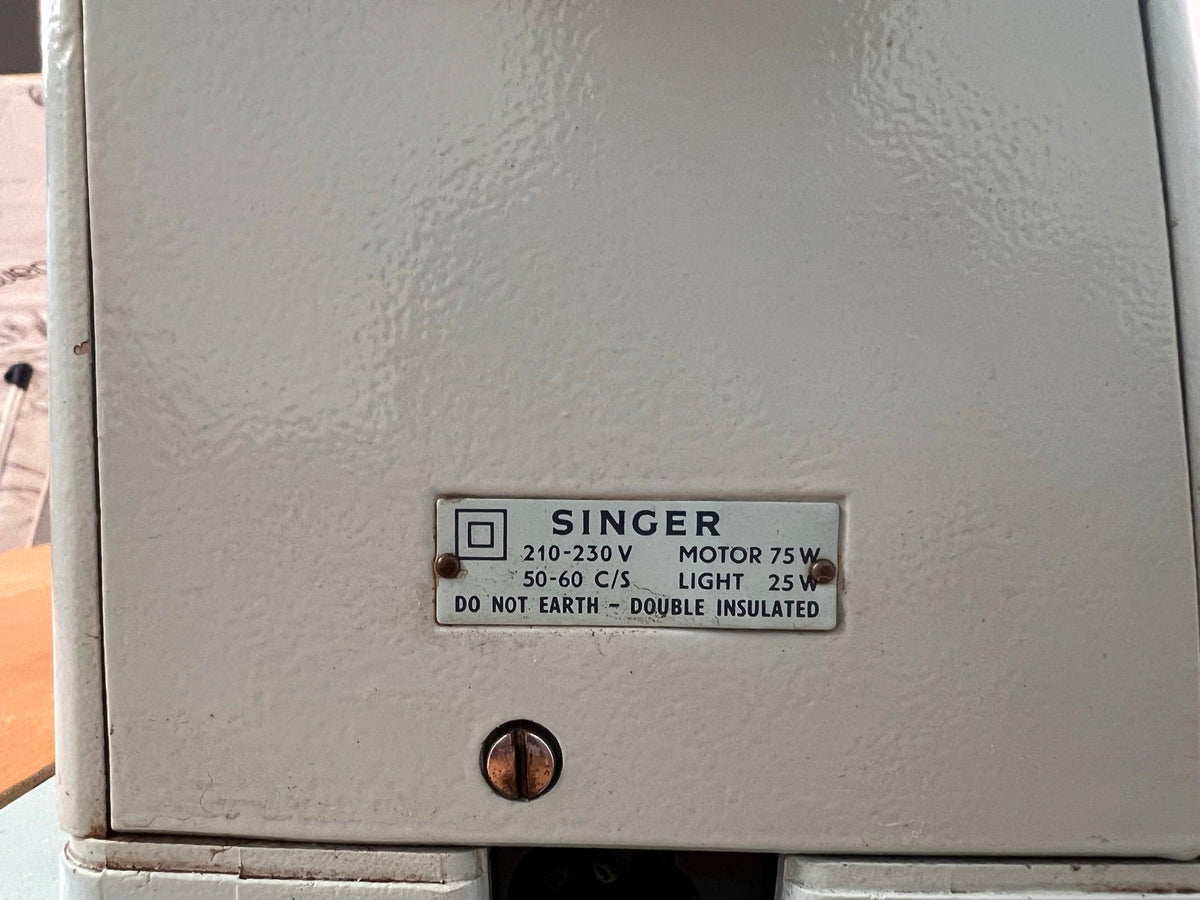 SINGER
210-230 V MOTOR 75 W
50-60 C/S LIGHT 25 W
DO NOT EARTH - DOUBLE INSULATED